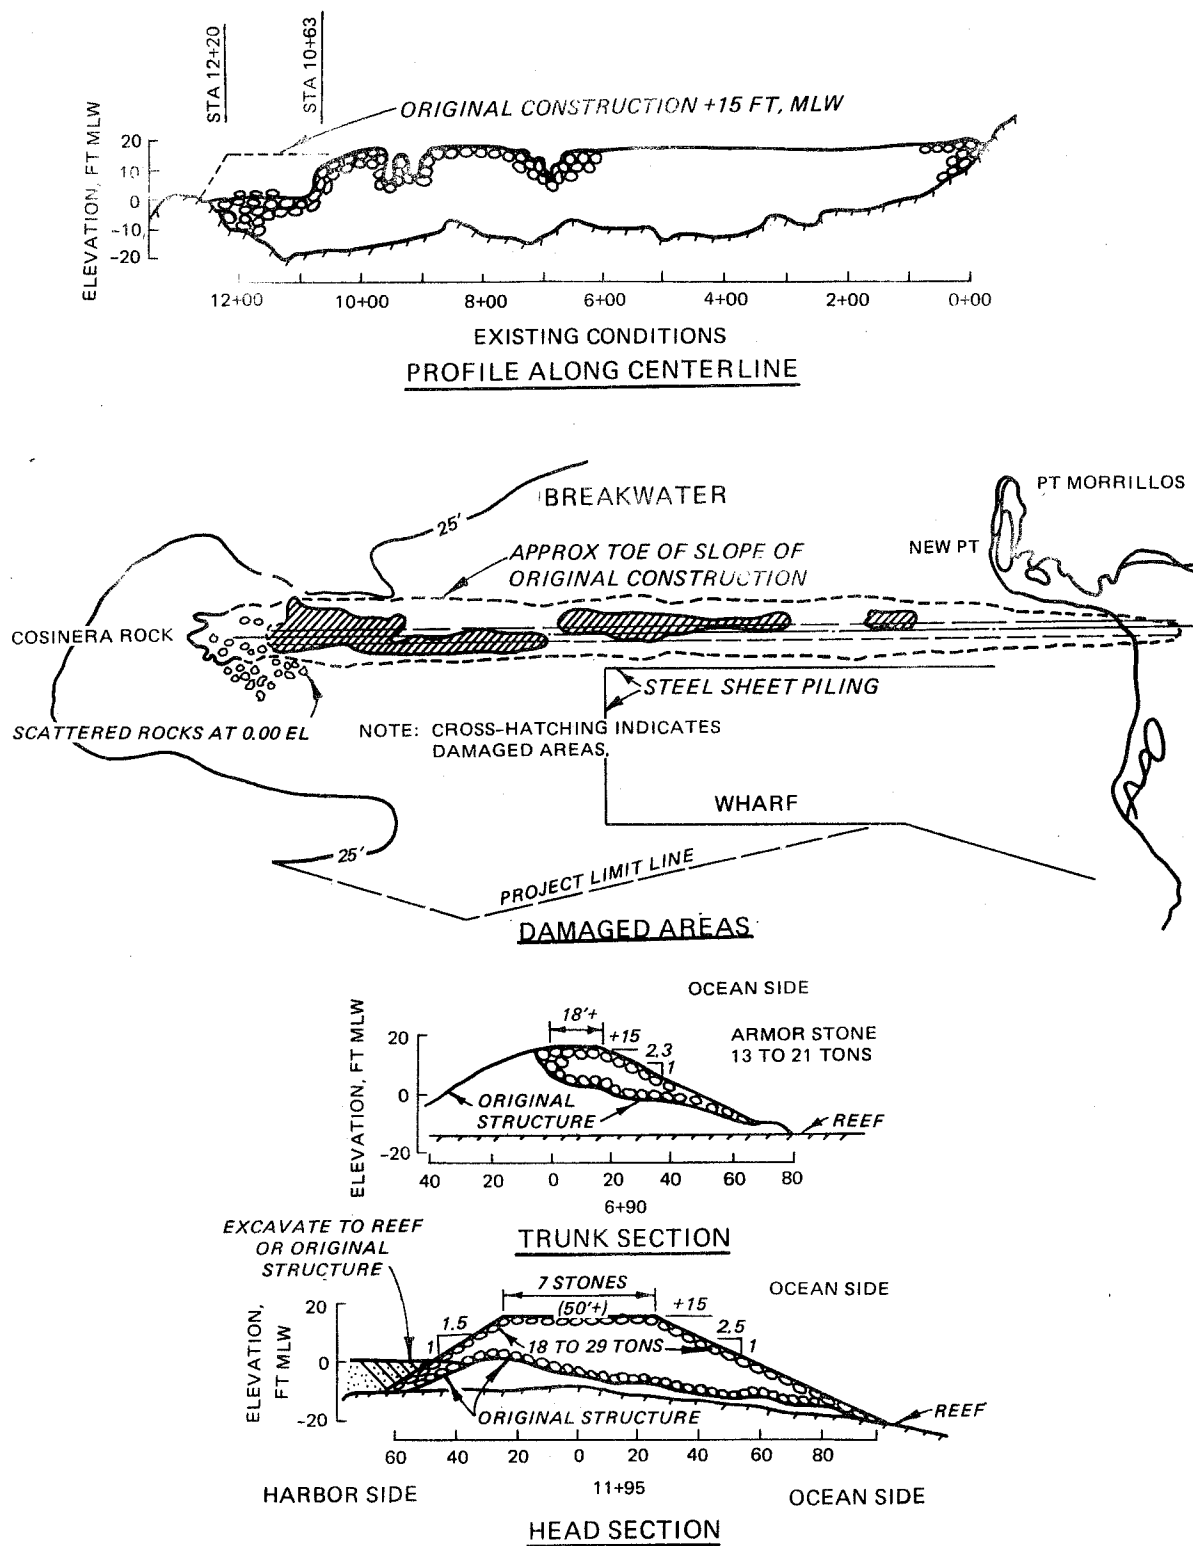 STA 12+20
STA 10+63
ORIGINAL CONSTRUCTION +15 FT, MLW
ELEVATION, FT MLW
20
10
0
-10
-20
12+00
10+00
8+00
6+00
4+00
2+00
0+00
EXISTING CONDITIONS
PROFILE ALONG CENTERLINE
BREAKWATER
25'
PT MORRILLOS
NEW PT
APPROX TOE OF SLOPE OF
ORIGINAL CONSTRUCTION
COSINERA ROCK
STEEL SHEET PILING
SCATTERED ROCKS AT 0.00 EL
NOTE: CROSS-HATCHING INDICATES
DAMAGED AREAS.
WHARF
25'
PROJECT LIMIT LINE
DAMAGED AREAS
OCEAN SIDE
ELEVATION, FT MLW
20
0
-20
18'+
+15
2.3
1
ARMOR STONE
13 TO 21 TONS
ORIGINAL
STRUCTURE
REEF
40 20 0 20 40 60 80
6+90
TRUNK SECTION
EXCAVATE TO REEF
OR ORIGINAL
STRUCTURE
7 STONES
(50'+)
OCEAN SIDE
ELEVATION,
FT MLW
20
0
-20
1.5
1
+15
2.5
1
18 TO 29 TONS
ORIGINAL STRUCTURE
REEF
60 40 20 0 20 40 60 80
11+95
HARBOR SIDE
OCEAN SIDE
HEAD SECTION